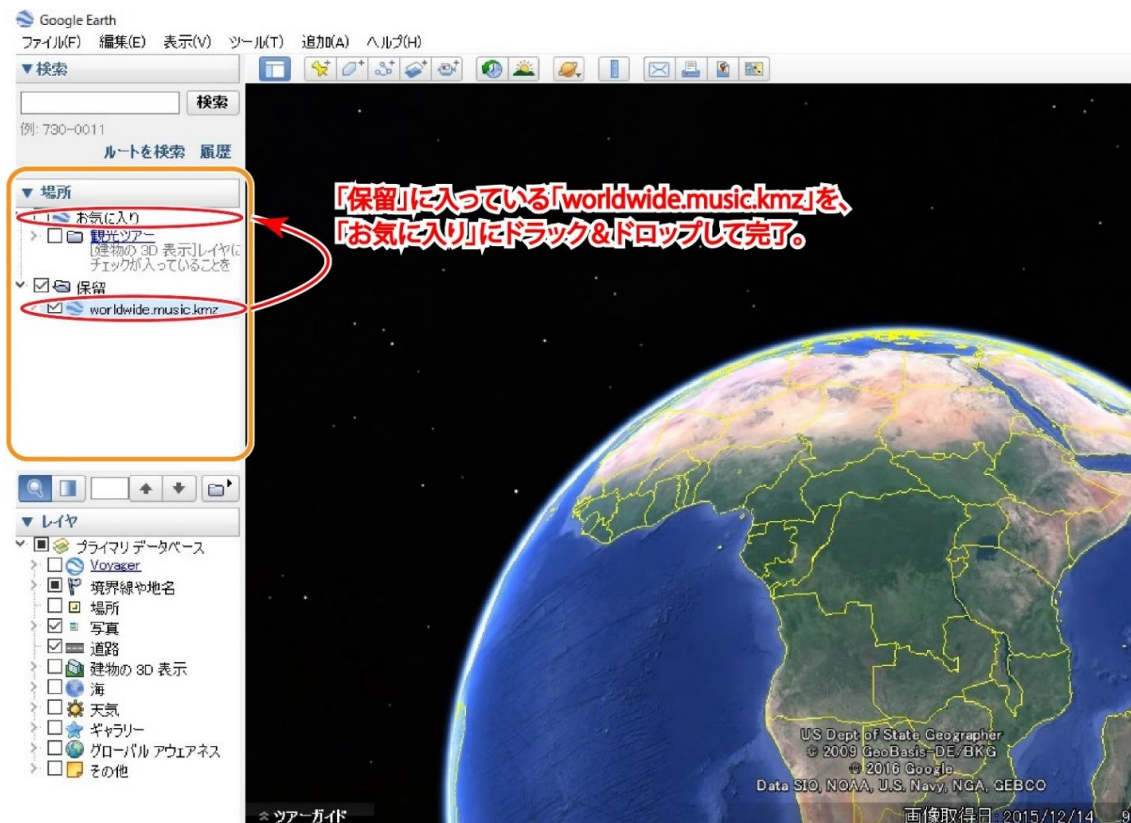 Google Earth
ファイル(F) 編集(E) 表示(V) ツール(T) 追加(A) ヘルプ(H)
▼検索
検索
例: 730-0011
ルートを検索 履歴
▼ 場所
お気に入り
観光ツアー
[建物の 3D 表示]レイヤに
チェックが入っていることを
保留
worldwide.music.kmz
「保留」に入っている「worldwide.music.kmz」を、
「お気に入り」にドラック&ドロップして完了。
▼ レイヤ
プライマリ データベース
Voyager
境界線や地名
場所
写真
道路
建物の 3D 表示
海
天気
ギャラリー
グローバル アウェアネス
その他
US Dept of State Geographer
© 2009 GeoBasis-DE/BKG
© 2016 Google
Data SIO, NOAA, U.S. Navy, NGA, GEBCO
ツアーガイド
画像取得日: 2015/12/14 9